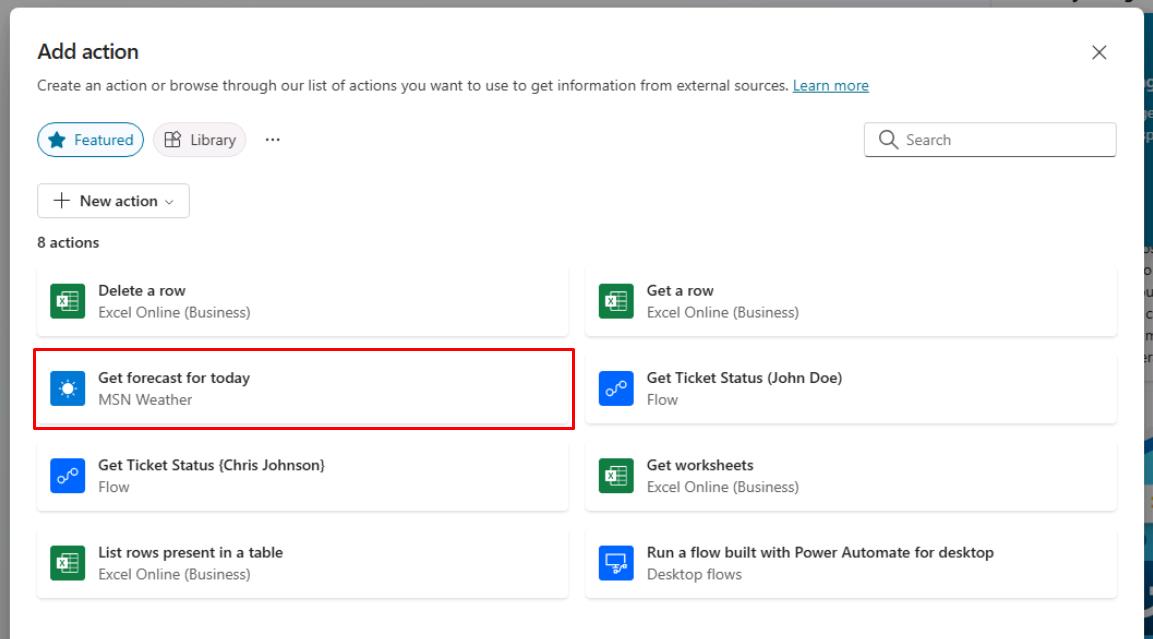 Add action
Create an action or browse through our list of actions you want to use to get information from external sources. Learn more
Featured
Library
Search
New action
8 actions
Delete a row
Excel Online (Business)
Get a row
Excel Online (Business)
Get forecast for today
MSN Weather
Get Ticket Status (John Doe)
Flow
Get Ticket Status {Chris Johnson}
Flow
Get worksheets
Excel Online (Business)
List rows present in a table
Excel Online (Business)
Run a flow built with Power Automate for desktop
Desktop flows